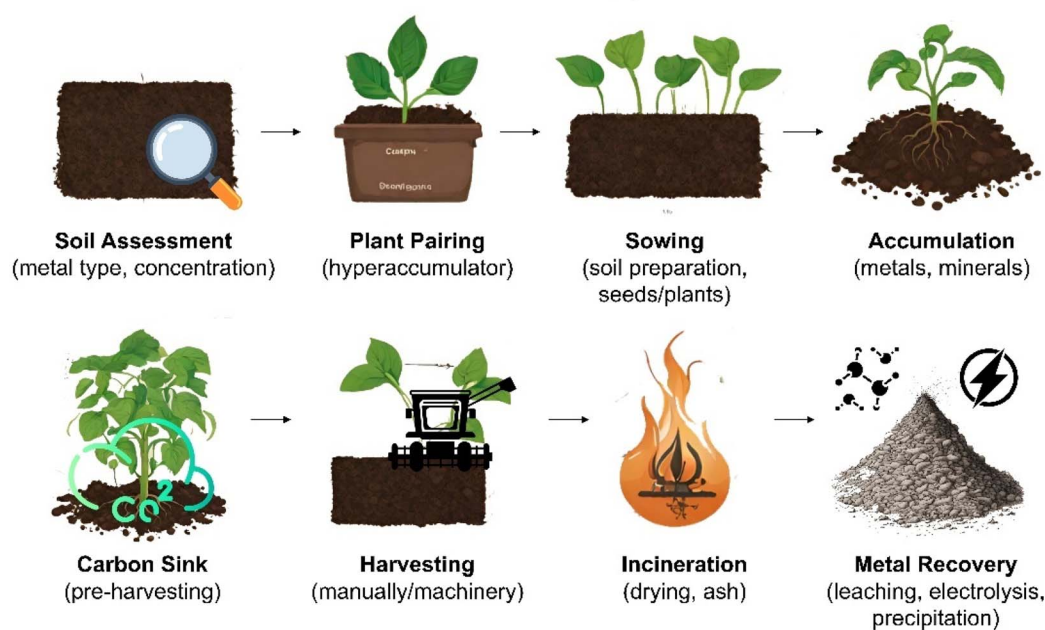 Soil Assessment
(metal type, concentration)
Plant Pairing
(hyperaccumulator)
Sowing
(soil preparation,
seeds/plants)
Accumulation
(metals, minerals)
CO2
Carbon Sink
(pre-harvesting)
Harvesting
(manually/machinery)
Incineration
(drying, ash)
Metal Recovery
(leaching, electrolysis,
precipitation)